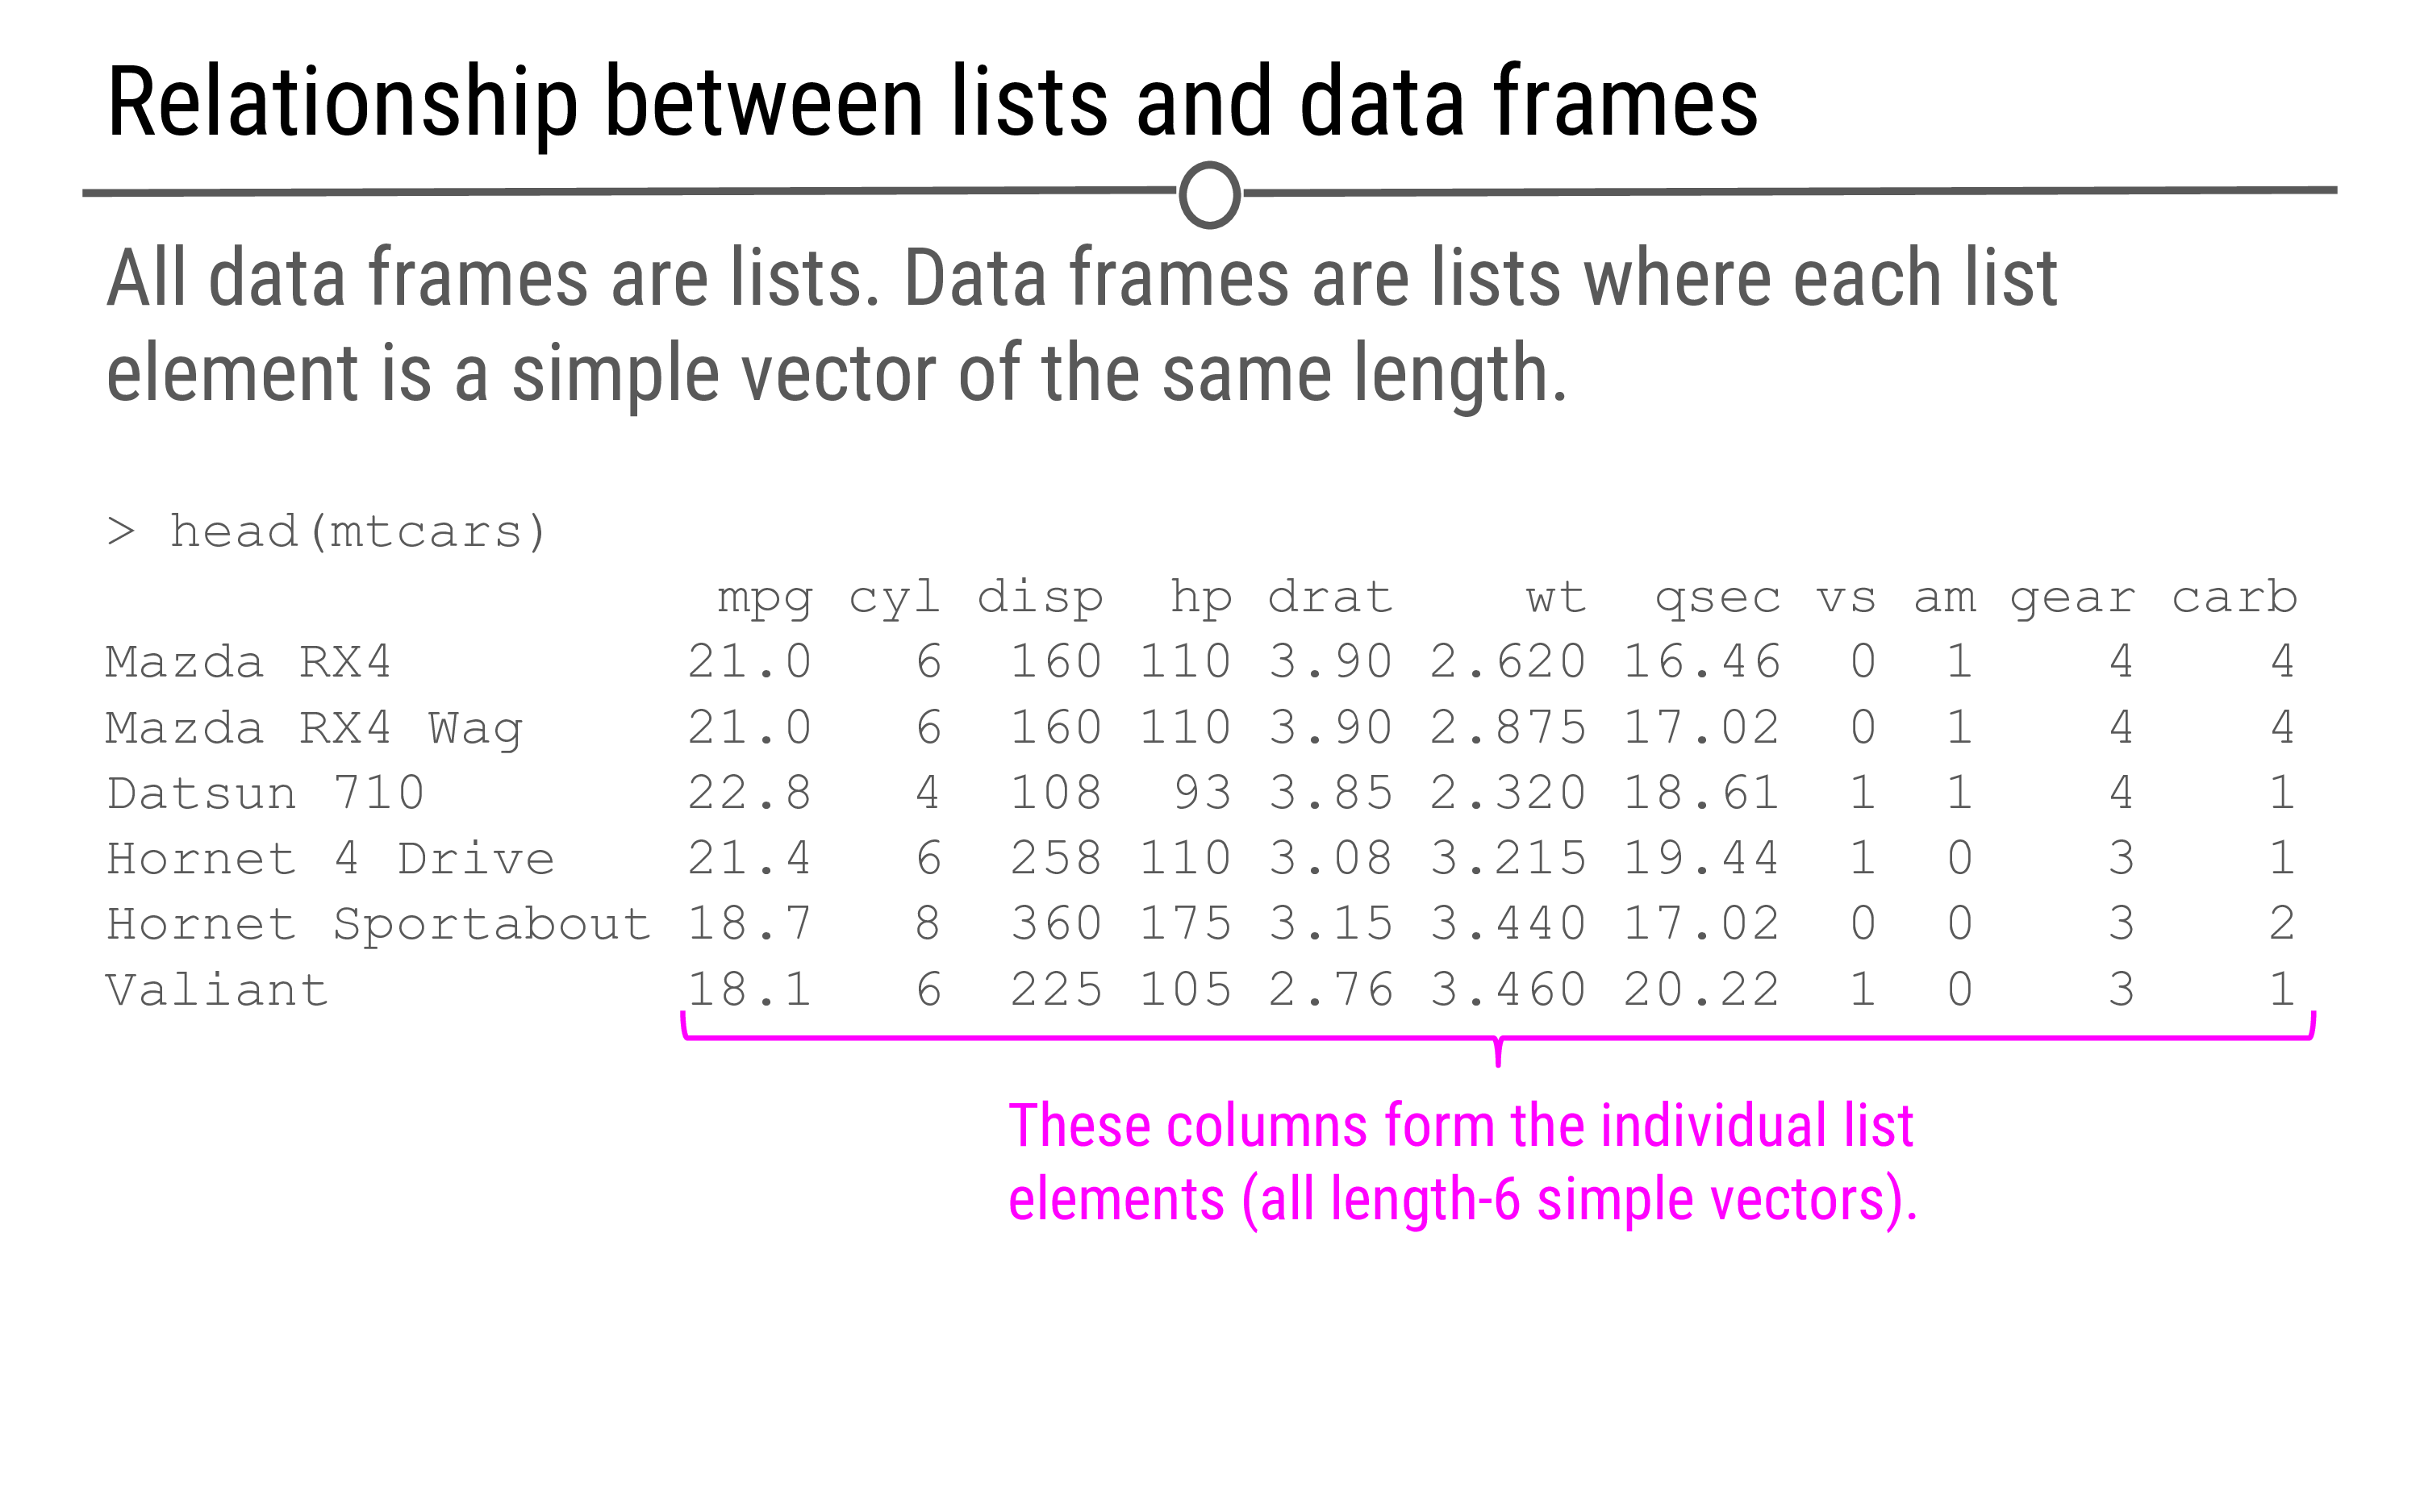 Relationship between lists and data frames
All data frames are lists. Data frames are lists where each list
element is a simple vector of the same length.
> head(mtcars)
                   mpg cyl disp  hp drat    wt  qsec vs am gear carb
Mazda RX4         21.0   6  160 110 3.90 2.620 16.46  0  1    4    4
Mazda RX4 Wag     21.0   6  160 110 3.90 2.875 17.02  0  1    4    4
Datsun 710        22.8   4  108  93 3.85 2.320 18.61  1  1    4    1
Hornet 4 Drive    21.4   6  258 110 3.08 3.215 19.44  1  0    3    1
Hornet Sportabout 18.7   8  360 175 3.15 3.440 17.02  0  0    3    2
Valiant           18.1   6  225 105 2.76 3.460 20.22  1  0    3    1
These columns form the individual list
elements (all length-6 simple vectors).